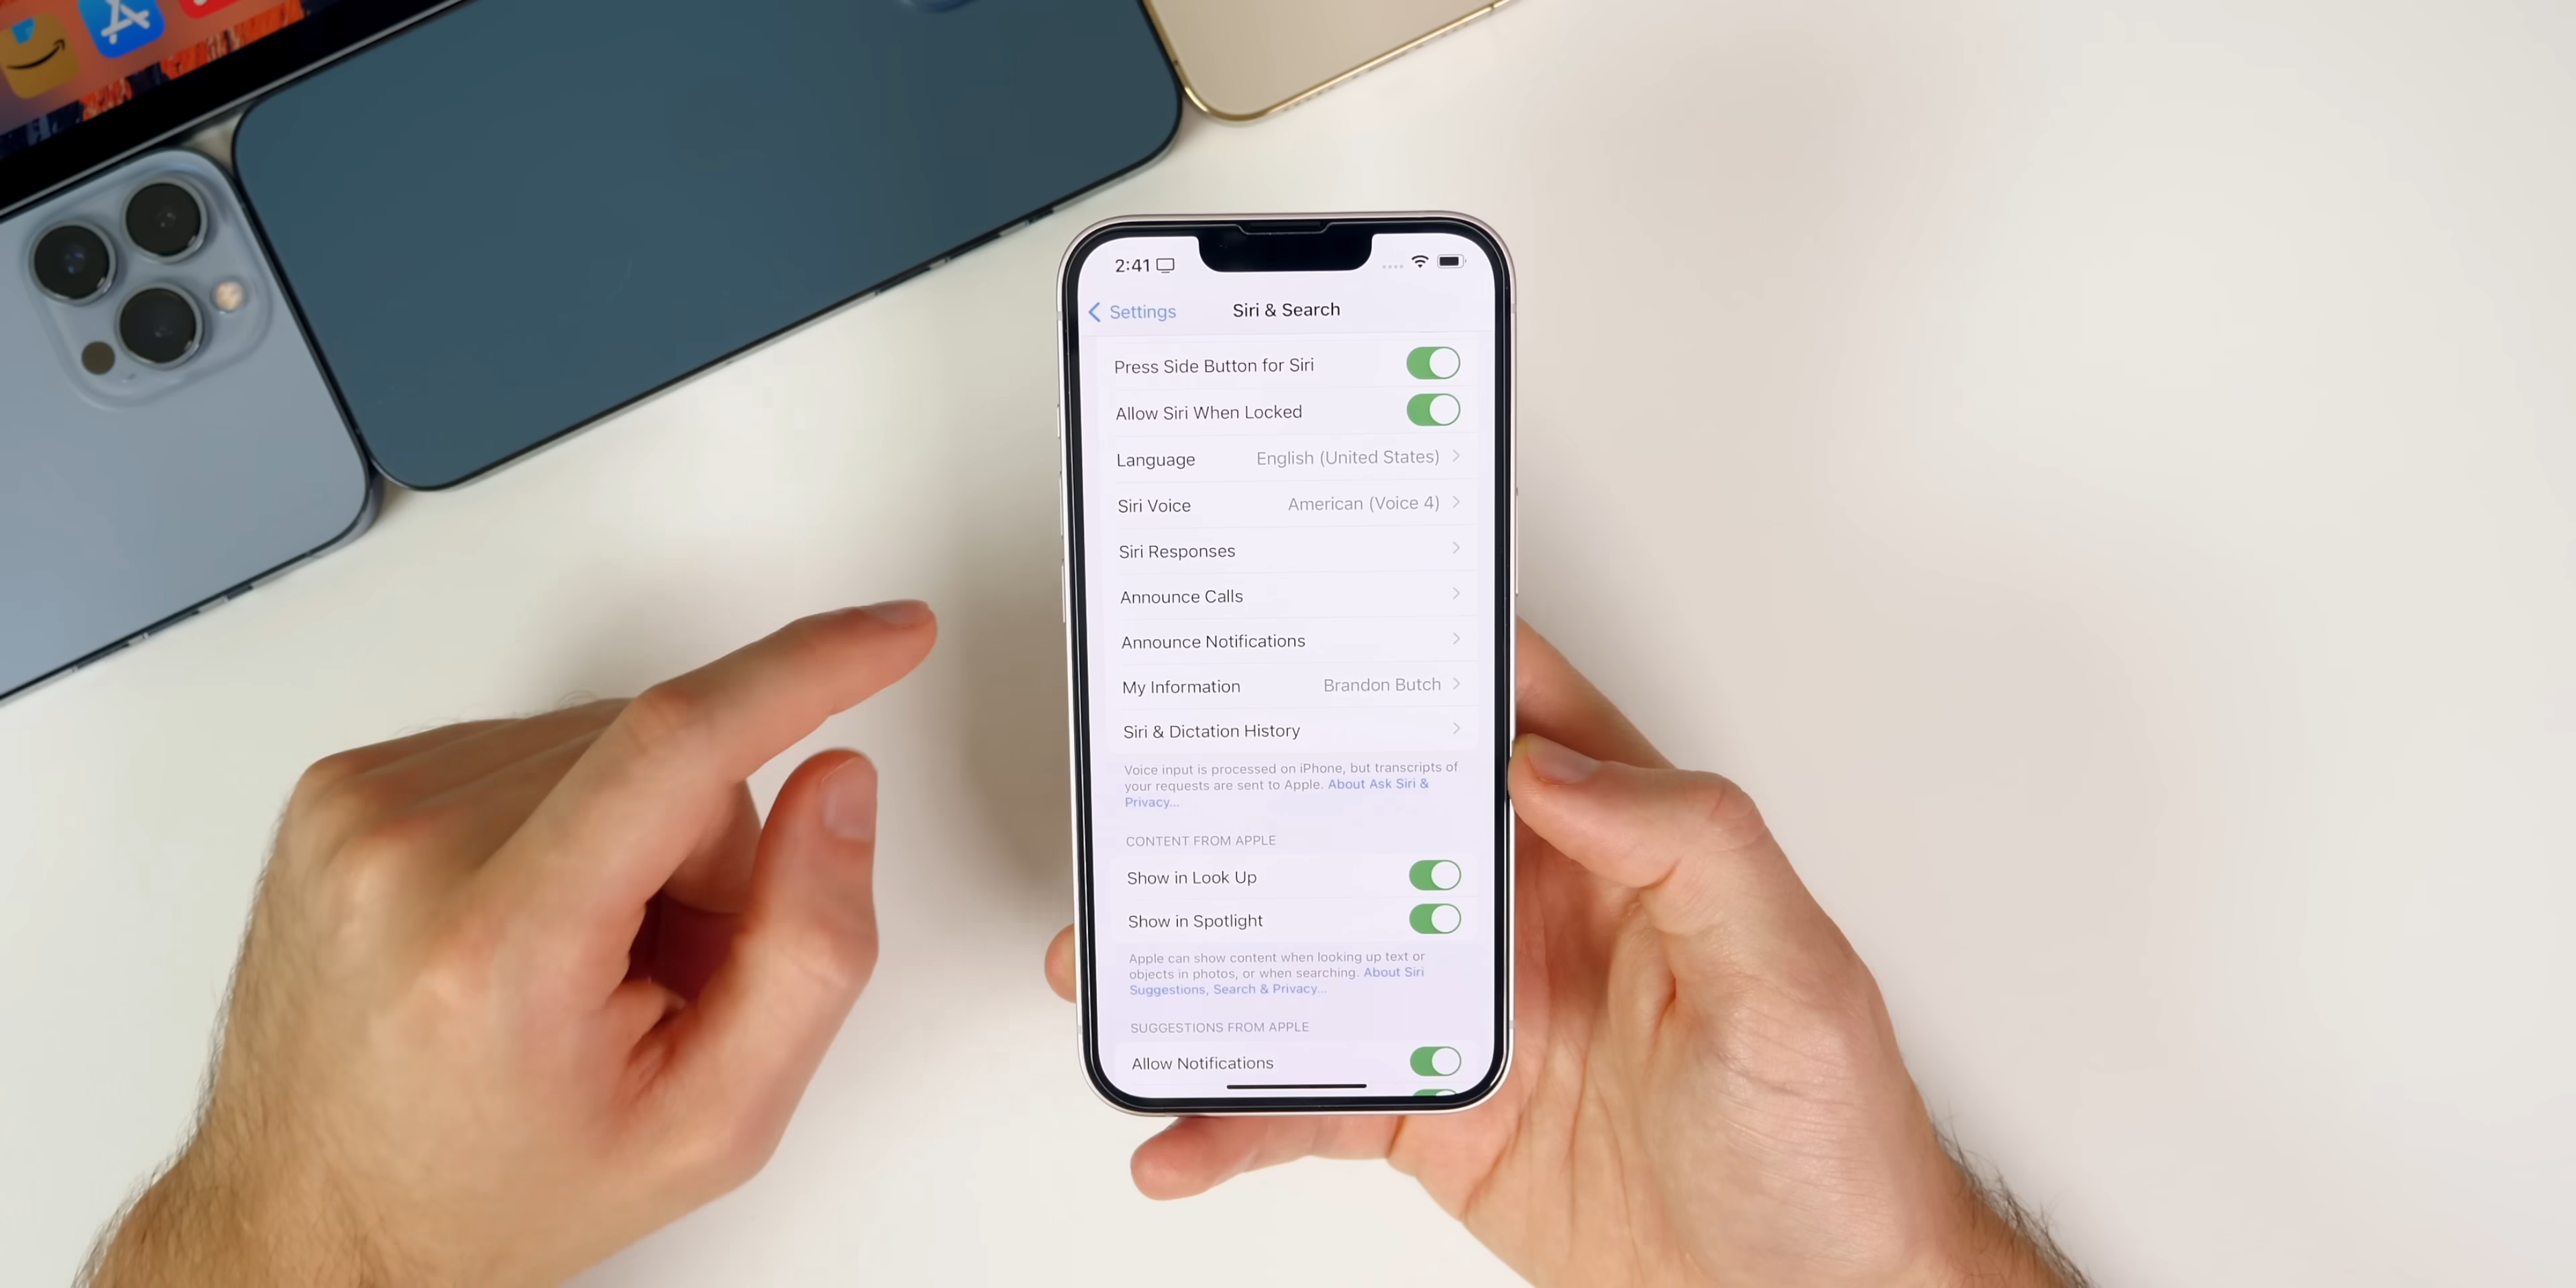 2:41
Settings Siri & Search
Press Side Button for Siri
Allow Siri When Locked
Language English (United States)
Siri Voice American (Voice 4)
Siri Responses
Announce Calls
Announce Notifications
My Information Brandon Butch
Siri & Dictation History
Voice input is processed on iPhone, but transcripts of
your requests are sent to Apple. About Ask Siri &
Privacy...
CONTENT FROM APPLE
Show in Look Up
Show in Spotlight
Apple can show content when looking up text or
objects in photos, or when searching. About Siri
Suggestions, Search & Privacy...
SUGGESTIONS FROM APPLE
Allow Notifications